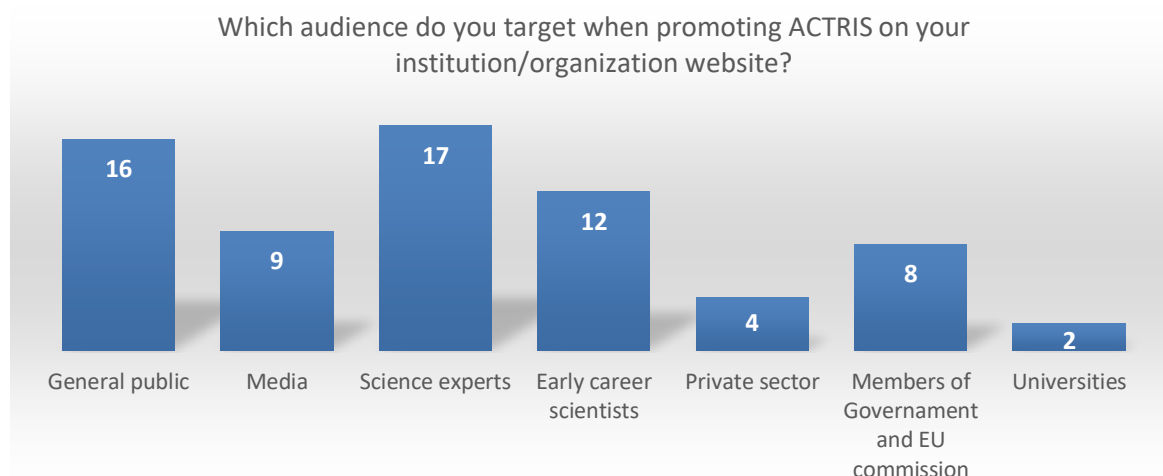 Which audience do you target when promoting ACTRIS on your
institution/organization website?
16
9
17
12
4
8
2
General public
Media
Science experts
Early career
scientists
Private sector
Members of
Governament
and EU
commission
Universities